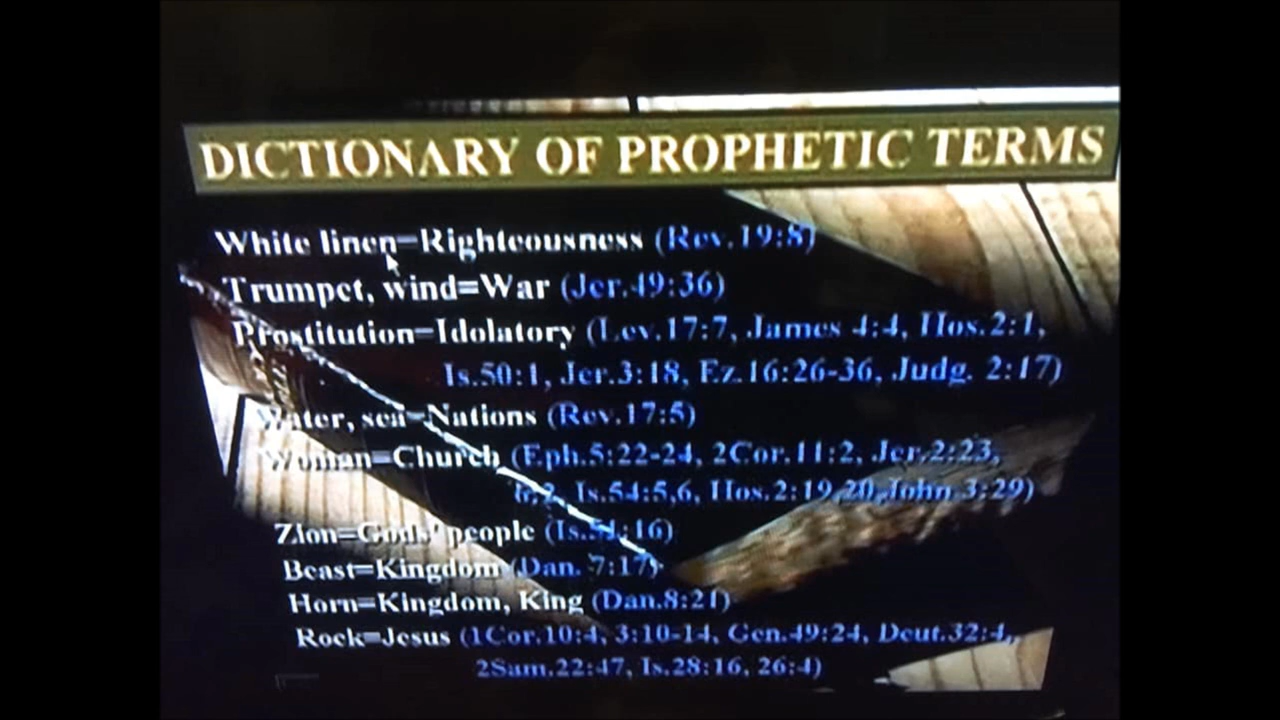 DICTIONARY OF PROPHETIC TERMS
White linen=Righteousness (Rev.19:8)
Trumpet, wind=War (Jer.49:36)
Prostitution=Idolatory (Lev.17:7, James 4:4, Hos.2:1,
Is.50:1, Jer.3:18, Ez.16:26-36, Judg. 2:17)
Water, sea=Nations (Rev.17:5)
Woman=Church (Eph.5:22-24, 2Cor.11:2, Jer.2:23,
Is.54:5,6, Hos.2:19,20,John 3:29)
Zion=Gods' people (Is.51:16)
Beast=Kingdom (Dan. 7:17)
Horn=Kingdom, King (Dan.8:21)
Rock=Jesus (1Cor.10:4, 3:10-14, Gen.49:24, Deut.32:4,
2Sam.22:47, Is.28:16, 26:4)